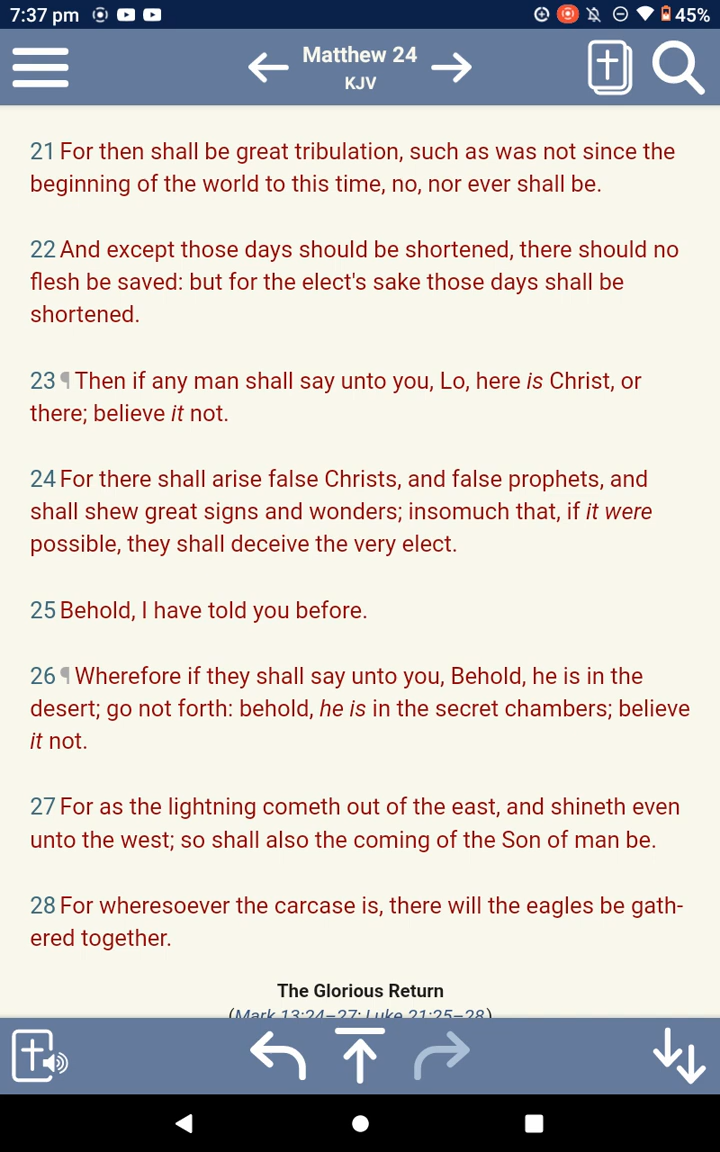 7:37 pm 45%
Matthew 24
KJV
21 For then shall be great tribulation, such as was not since the
beginning of the world to this time, no, nor ever shall be.
22 And except those days should be shortened, there should no
flesh be saved: but for the elect's sake those days shall be
shortened.
23 ¶ Then if any man shall say unto you, Lo, here is Christ, or
there; believe it not.
24 For there shall arise false Christs, and false prophets, and
shall shew great signs and wonders; insomuch that, if it were
possible, they shall deceive the very elect.
25 Behold, I have told you before.
26 ¶ Wherefore if they shall say unto you, Behold, he is in the
desert; go not forth: behold, he is in the secret chambers; believe
it not.
27 For as the lightning cometh out of the east, and shineth even
unto the west; so shall also the coming of the Son of man be.
28 For wheresoever the carcase is, there will the eagles be gath-
ered together.
The Glorious Return
(Mark 13:24–27; Luke 21:25–28)